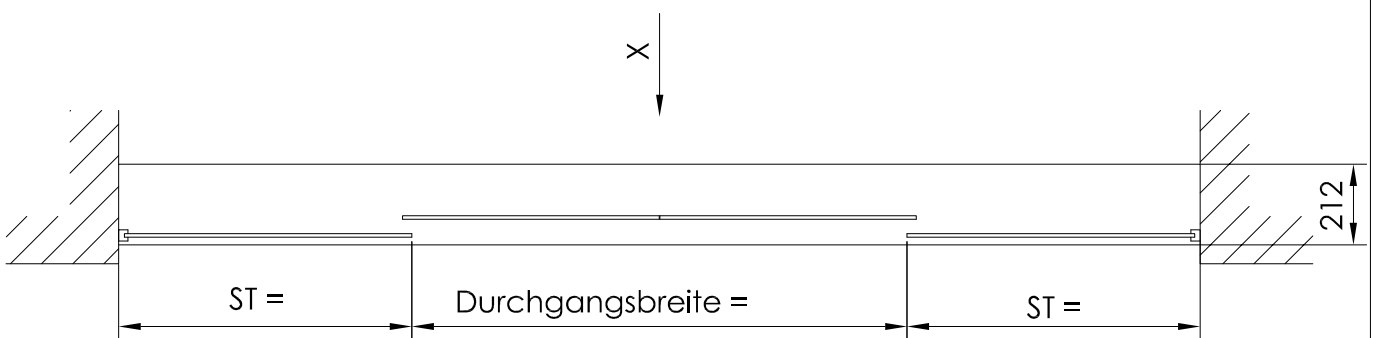 X
212
ST =
Durchgangsbreite =
ST =